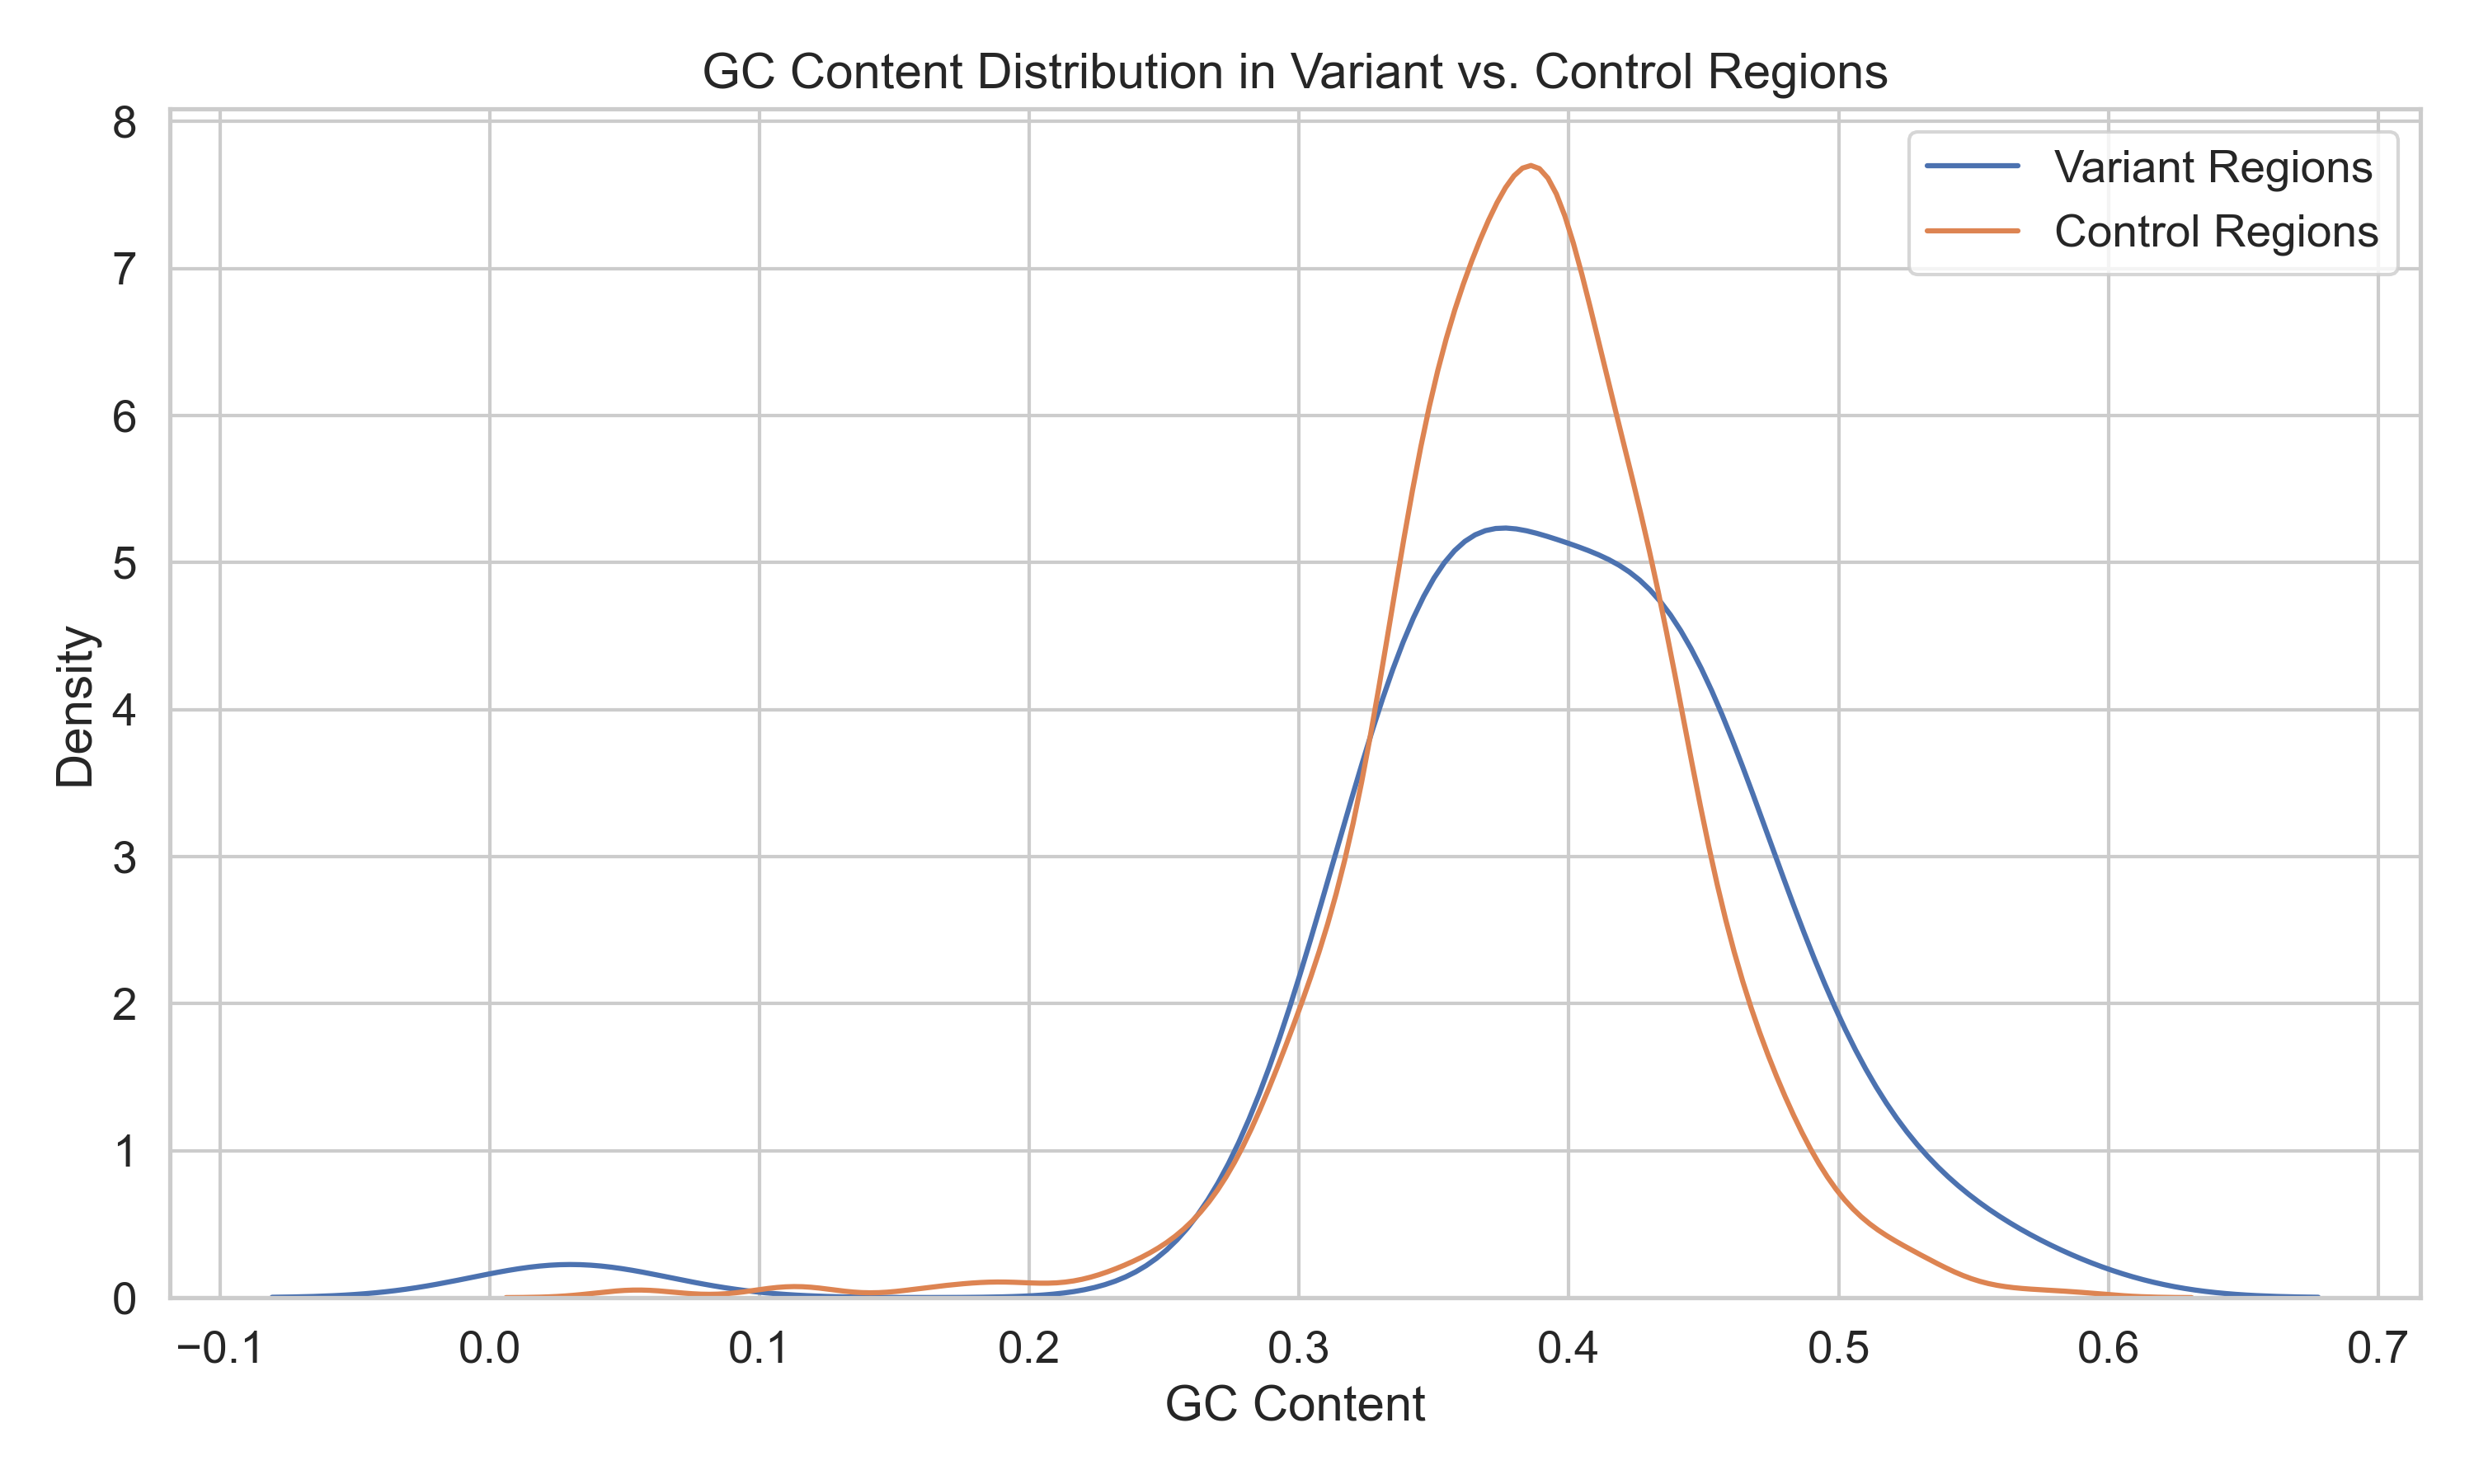 GC Content Distribution in Variant vs. Control Regions
Variant Regions
Control Regions
8
7
6
5
4
3
2
1
0
Density
−0.1 0.0 0.1 0.2 0.3 0.4 0.5 0.6 0.7
GC Content